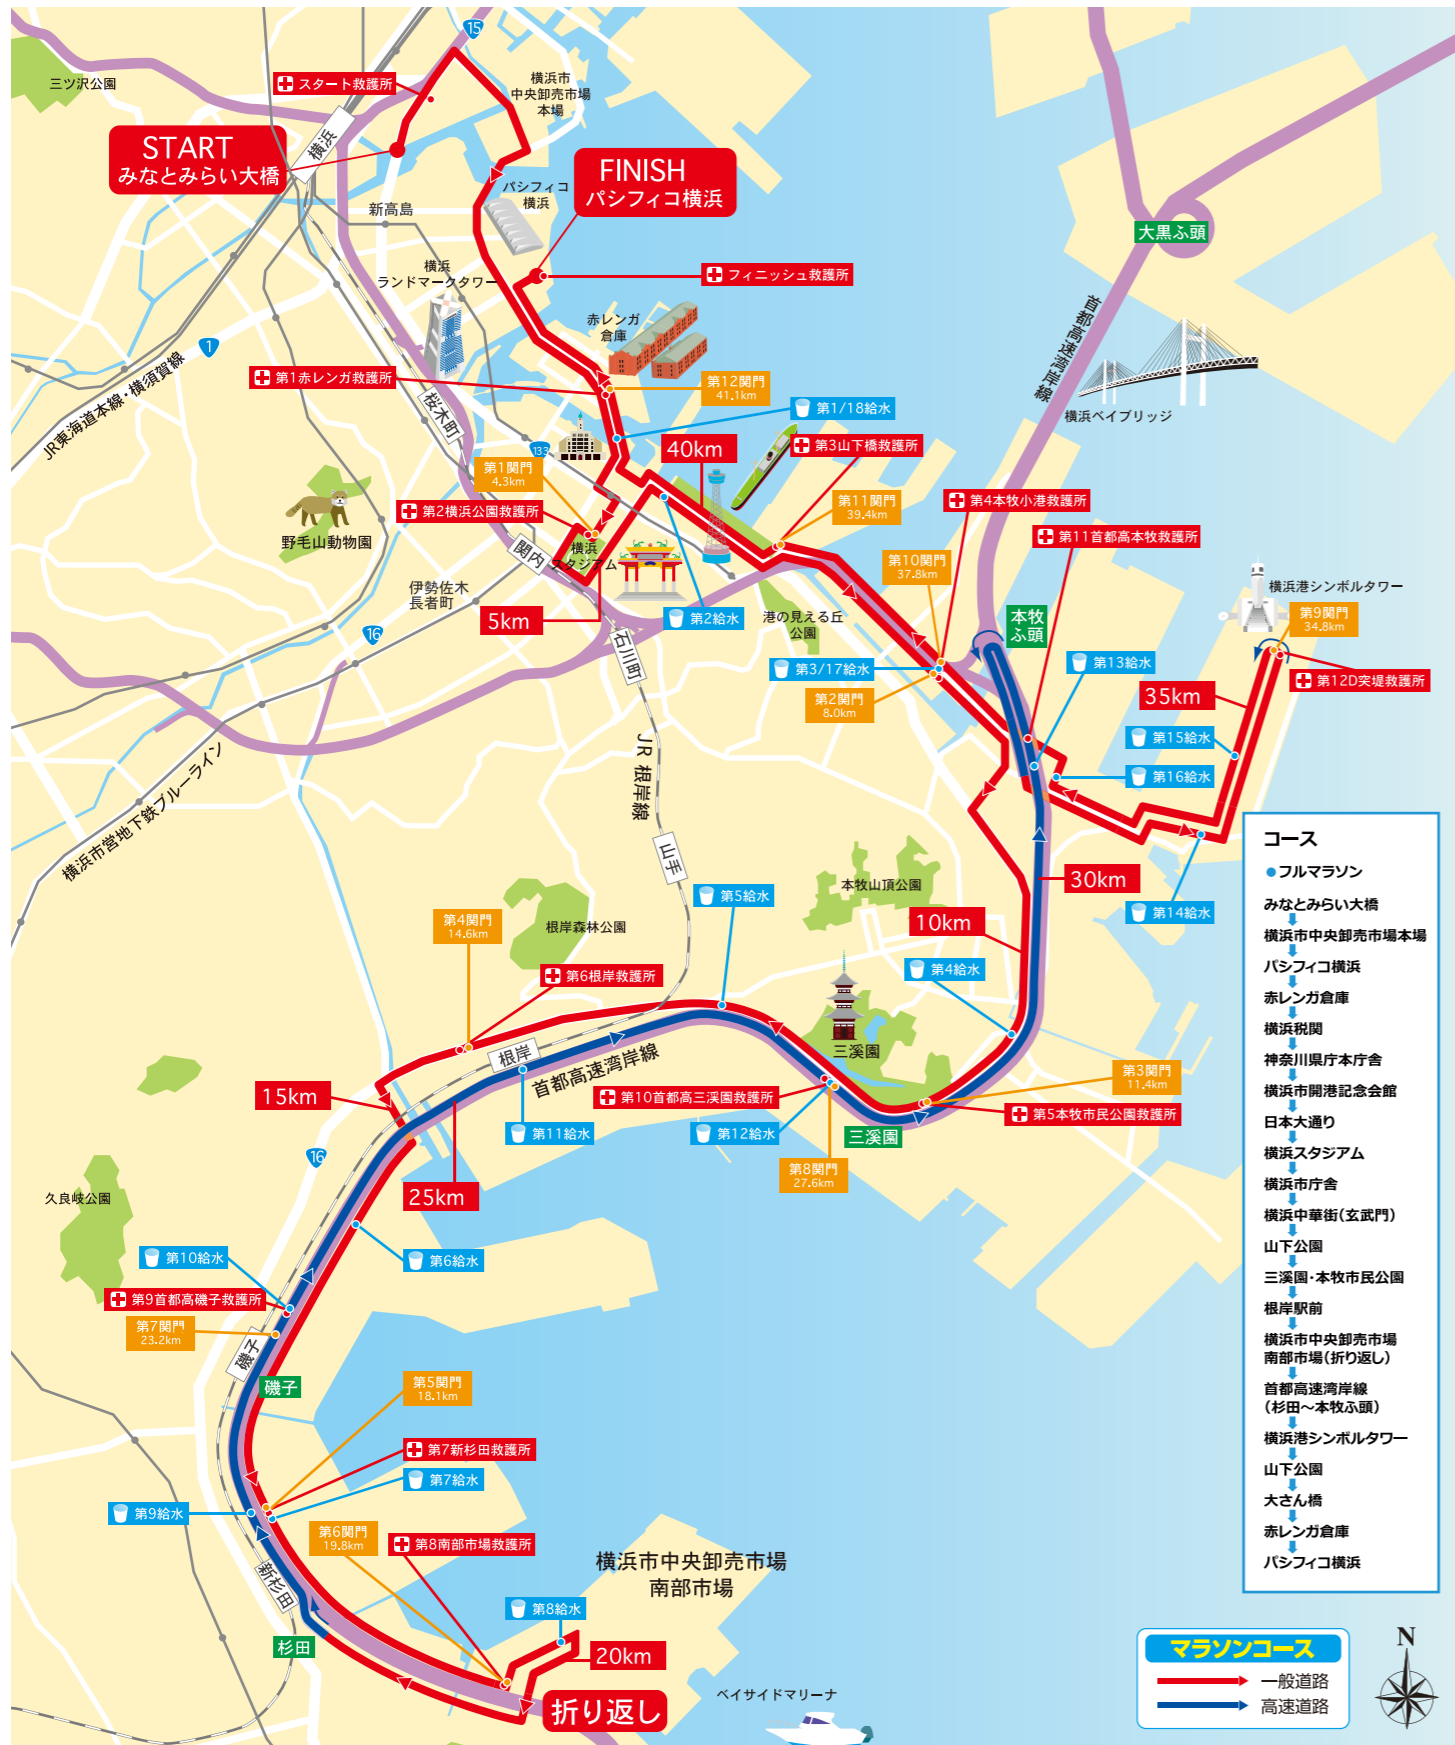 15
三ツ沢公園
スタート救護所
横浜市
中央卸売市場
本場
START
みなとみらい大橋
横浜
FINISH
パシフィコ横浜
パシフィコ
横浜
新高島
大黒ふ頭
横浜
ランドマークタワー
フィニッシュ救護所
首都高速湾岸線
赤レンガ
倉庫
1
JR東海道本線・横須賀線
第1赤レンガ救護所
第12関門
41.1km
横浜ベイブリッジ
桜木町
第1/18給水
133
40km
第3山下橋救護所
第1関門
4.3km
第2横浜公園救護所
第11関門
39.4km
第4本牧小港救護所
第11首都高本牧救護所
野毛山動物園
関内
横浜
スタジアム
第10関門
37.8km
伊勢佐木
長者町
横浜港シンボルタワー
第9関門
34.8km
5km
第2給水
港の見える丘
公園
本牧
ふ頭
16
石川町
第3/17給水
第13給水
第12D突堤救護所
第2関門
8.0km
35km
第15給水
JR 根岸線
第16給水
横浜市営地下鉄ブルーライン
山手
本牧山頂公園
30km
第5給水
第14給水
第4関門
14.6km
根岸森林公園
10km
第6根岸救護所
第4給水
三溪園
根岸
首都高速湾岸線
第3関門
11.4km
15km
第10首都高三溪園救護所
第5本牧市民公園救護所
第11給水
第12給水
三溪園
16
第8関門
27.6km
25km
久良岐公園
第10給水
第6給水
第9首都高磯子救護所
第7関門
23.2km
磯子
磯子
第5関門
18.1km
第7新杉田救護所
第7給水
第9給水
第6関門
19.8km
第8南部市場救護所
横浜市中央卸売市場
南部市場
新杉田
第8給水
杉田
20km
折り返し
ベイサイドマリーナ
コース
●フルマラソン
みなとみらい大橋
横浜市中央卸売市場本場
パシフィコ横浜
赤レンガ倉庫
横浜税関
神奈川県庁本庁舎
横浜市開港記念会館
日本大通り
横浜スタジアム
横浜市庁舎
横浜中華街(玄武門)
山下公園
三溪園・本牧市民公園
根岸駅前
横浜市中央卸売市場
南部市場(折り返し)
首都高速湾岸線
(杉田〜本牧ふ頭)
横浜港シンボルタワー
山下公園
大さん橋
赤レンガ倉庫
パシフィコ横浜
マラソンコース
一般道路
高速道路
N